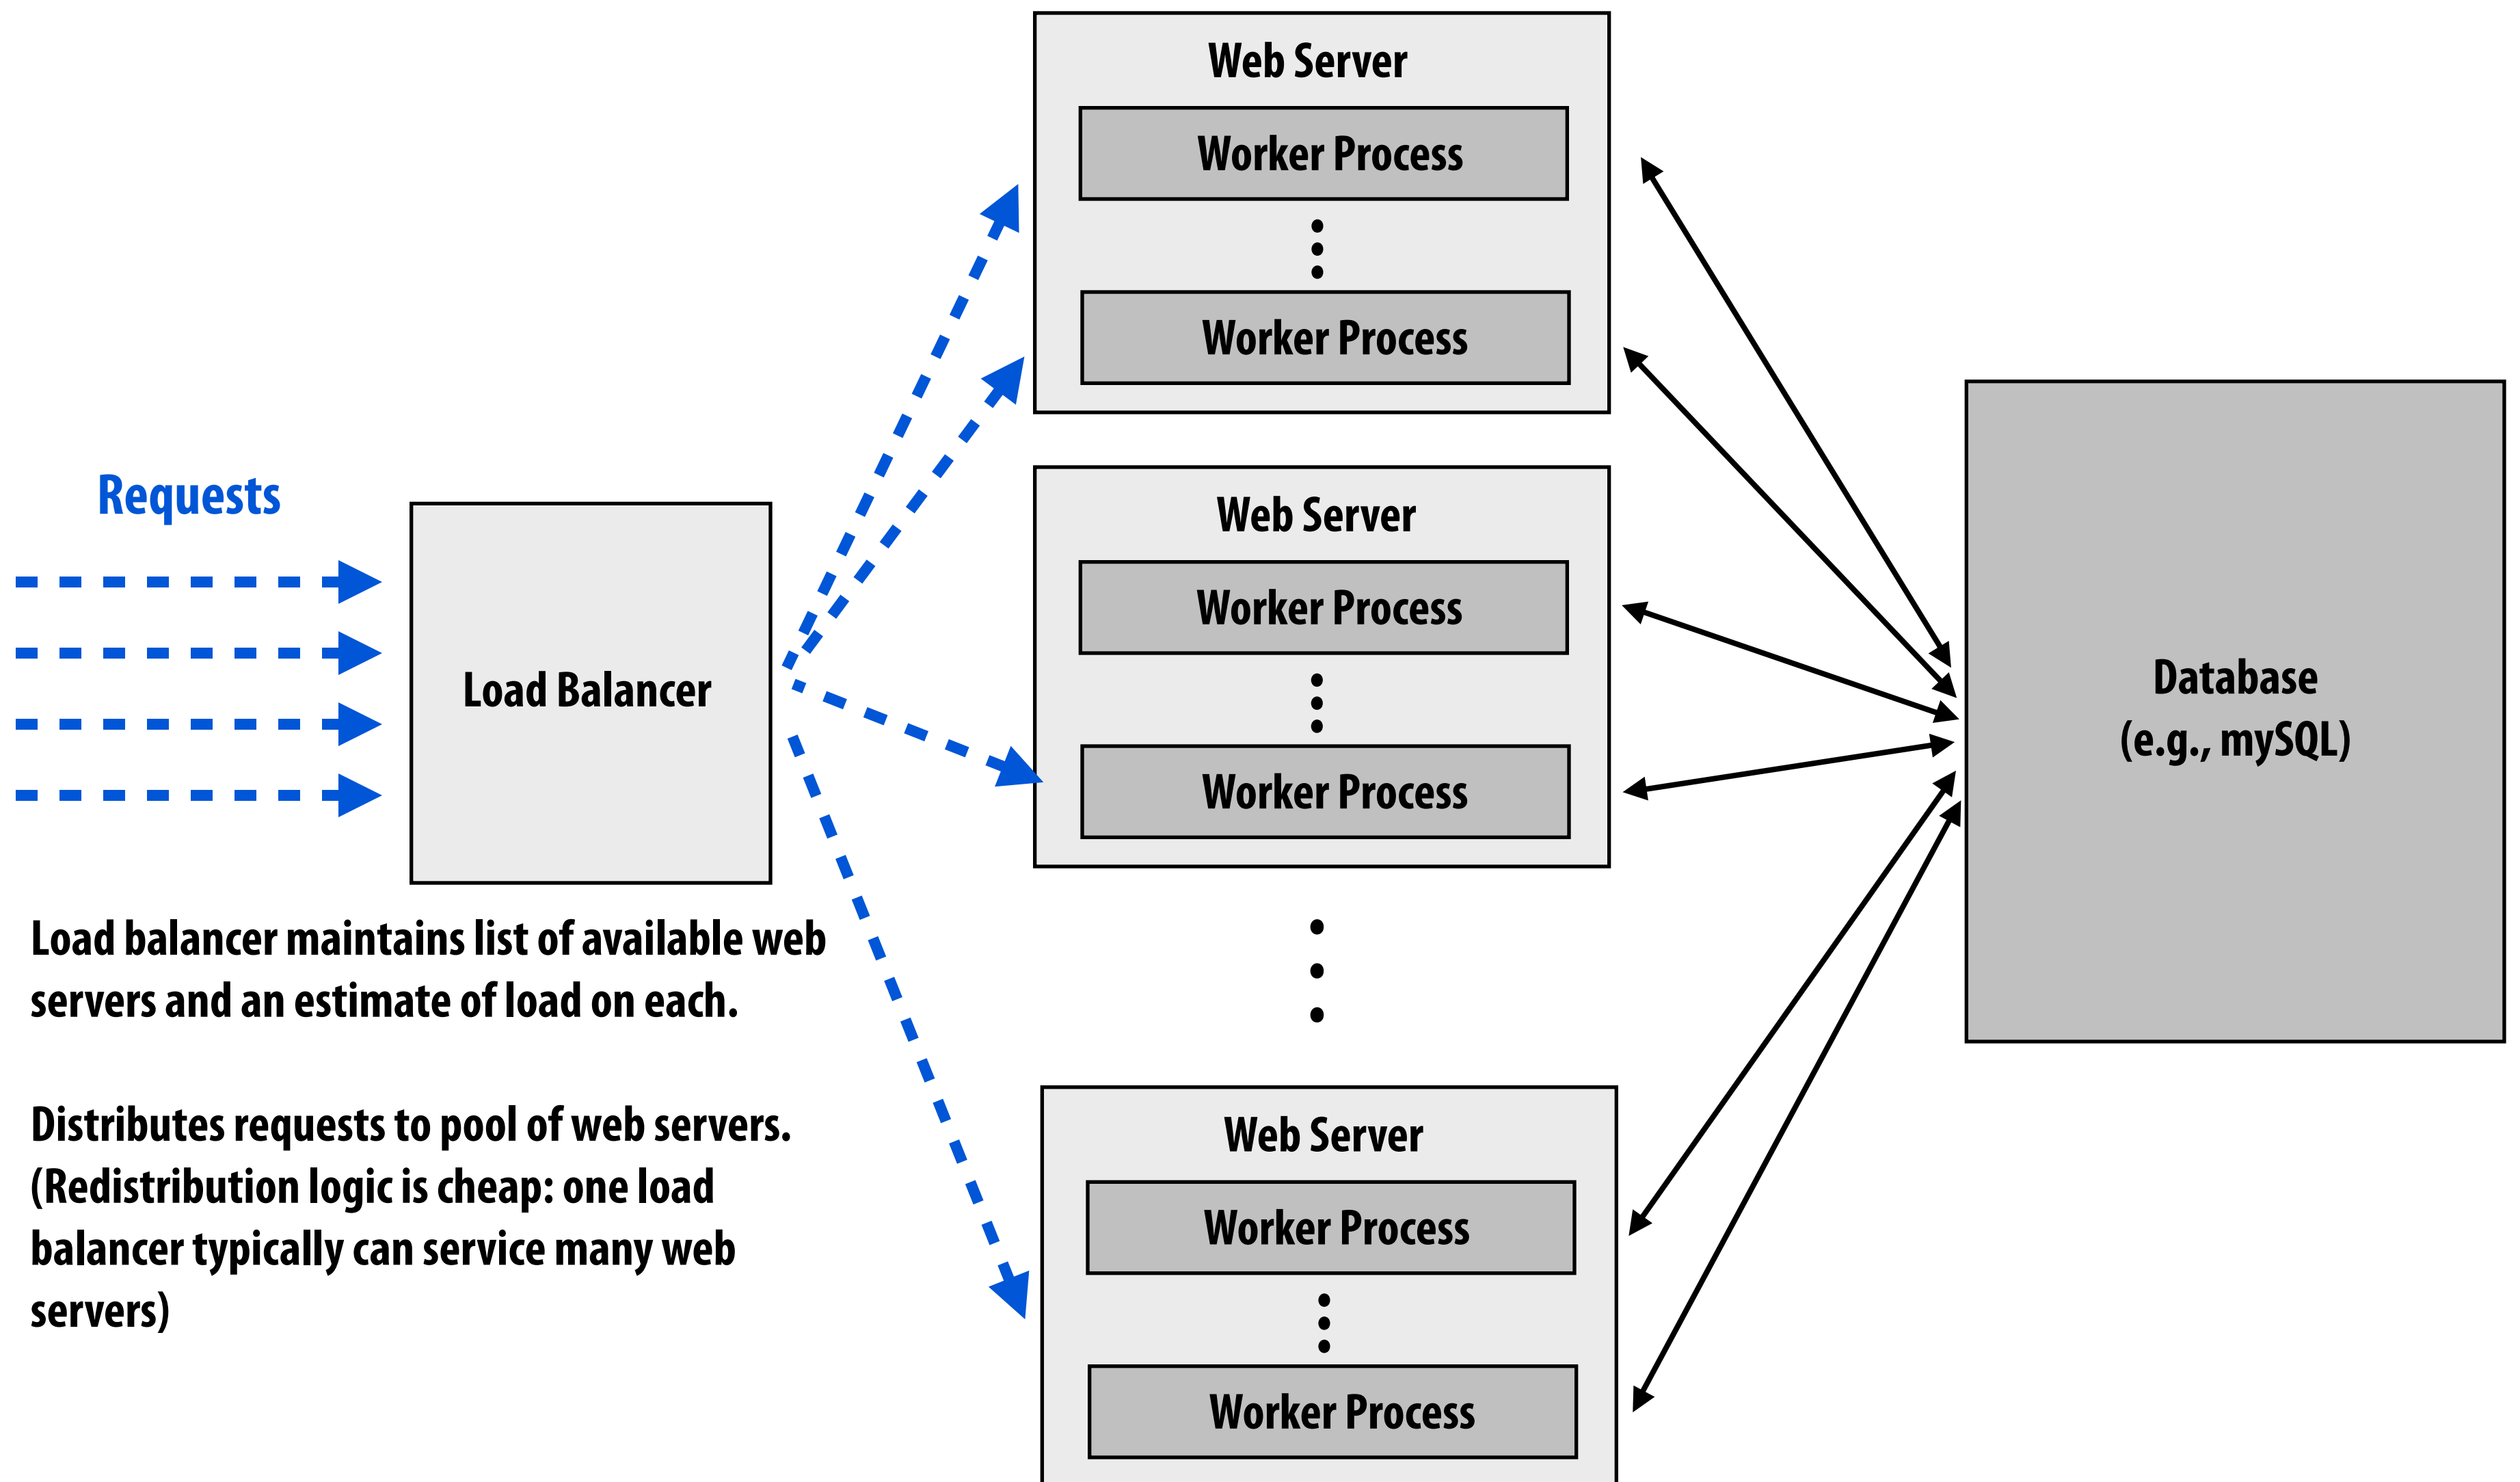 Requests
Load Balancer
Load balancer maintains list of available web
servers and an estimate of load on each.
Distributes requests to pool of web servers.
(Redistribution logic is cheap: one load
balancer typically can service many web
servers)
Web Server
Worker Process
Worker Process
Web Server
Worker Process
Worker Process
Web Server
Worker Process
Worker Process
Database
(e.g., mySQL)